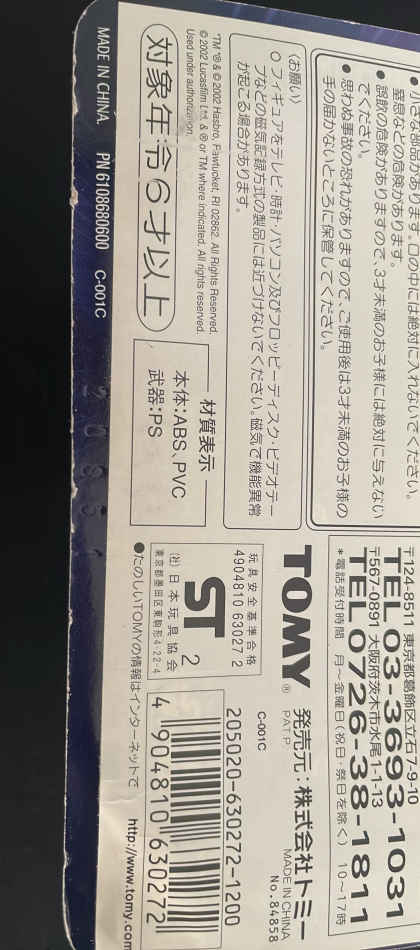 小さな部品があります。口の中には絶対に入れないでください。
窒息などの危険があります。
●誤飲の危険がありますので、3才未満のお子様には絶対に与えない
でください。
●思わぬ事故の恐れがありますので、ご使用後は3才未満のお子様の
手の届かないところに保管してください。
〈お願い〉
○フィギュアをテレビ・時計・パソコン及びフロッピーディスク・ビデオテー
プなどの磁気記録方式の製品には近づけないでください。磁気で機能異常
が起こる場合があります。
*TM *® & © 2002 Hasbro, Pawtucket, RI 02862. All Rights Reserved.
© 2002 Lucasfilm Ltd. & ® or TM where indicated. All rights reserved.
Used under authorization.
対象年令6才以上
MADE IN CHINA. PN 6108680600 C-001C
材質表示
本体:ABS、PVC
武器:PS
〒124-8511 東京都葛飾区立石7-9-10
TEL 03-3693-1031
〒567-0891 大阪府茨木市水尾1-1-13
TEL 0726-38-1811
*電話受付時間 月〜金曜日(祝日・祭日を除く) 10〜17時
TOMY®
発売元:株式会社トミー
PAT.P.
MADE IN CHINA
No.84858
C-001C
205020-630272-1200
玩具安全基準合格
4904810 63027 2
ST 2
(社)日本玩具協会
東京都墨田区東駒形4-22-4
4 904810 630272
●たのしいTOMYの情報はインターネットで http://www.tomy.com